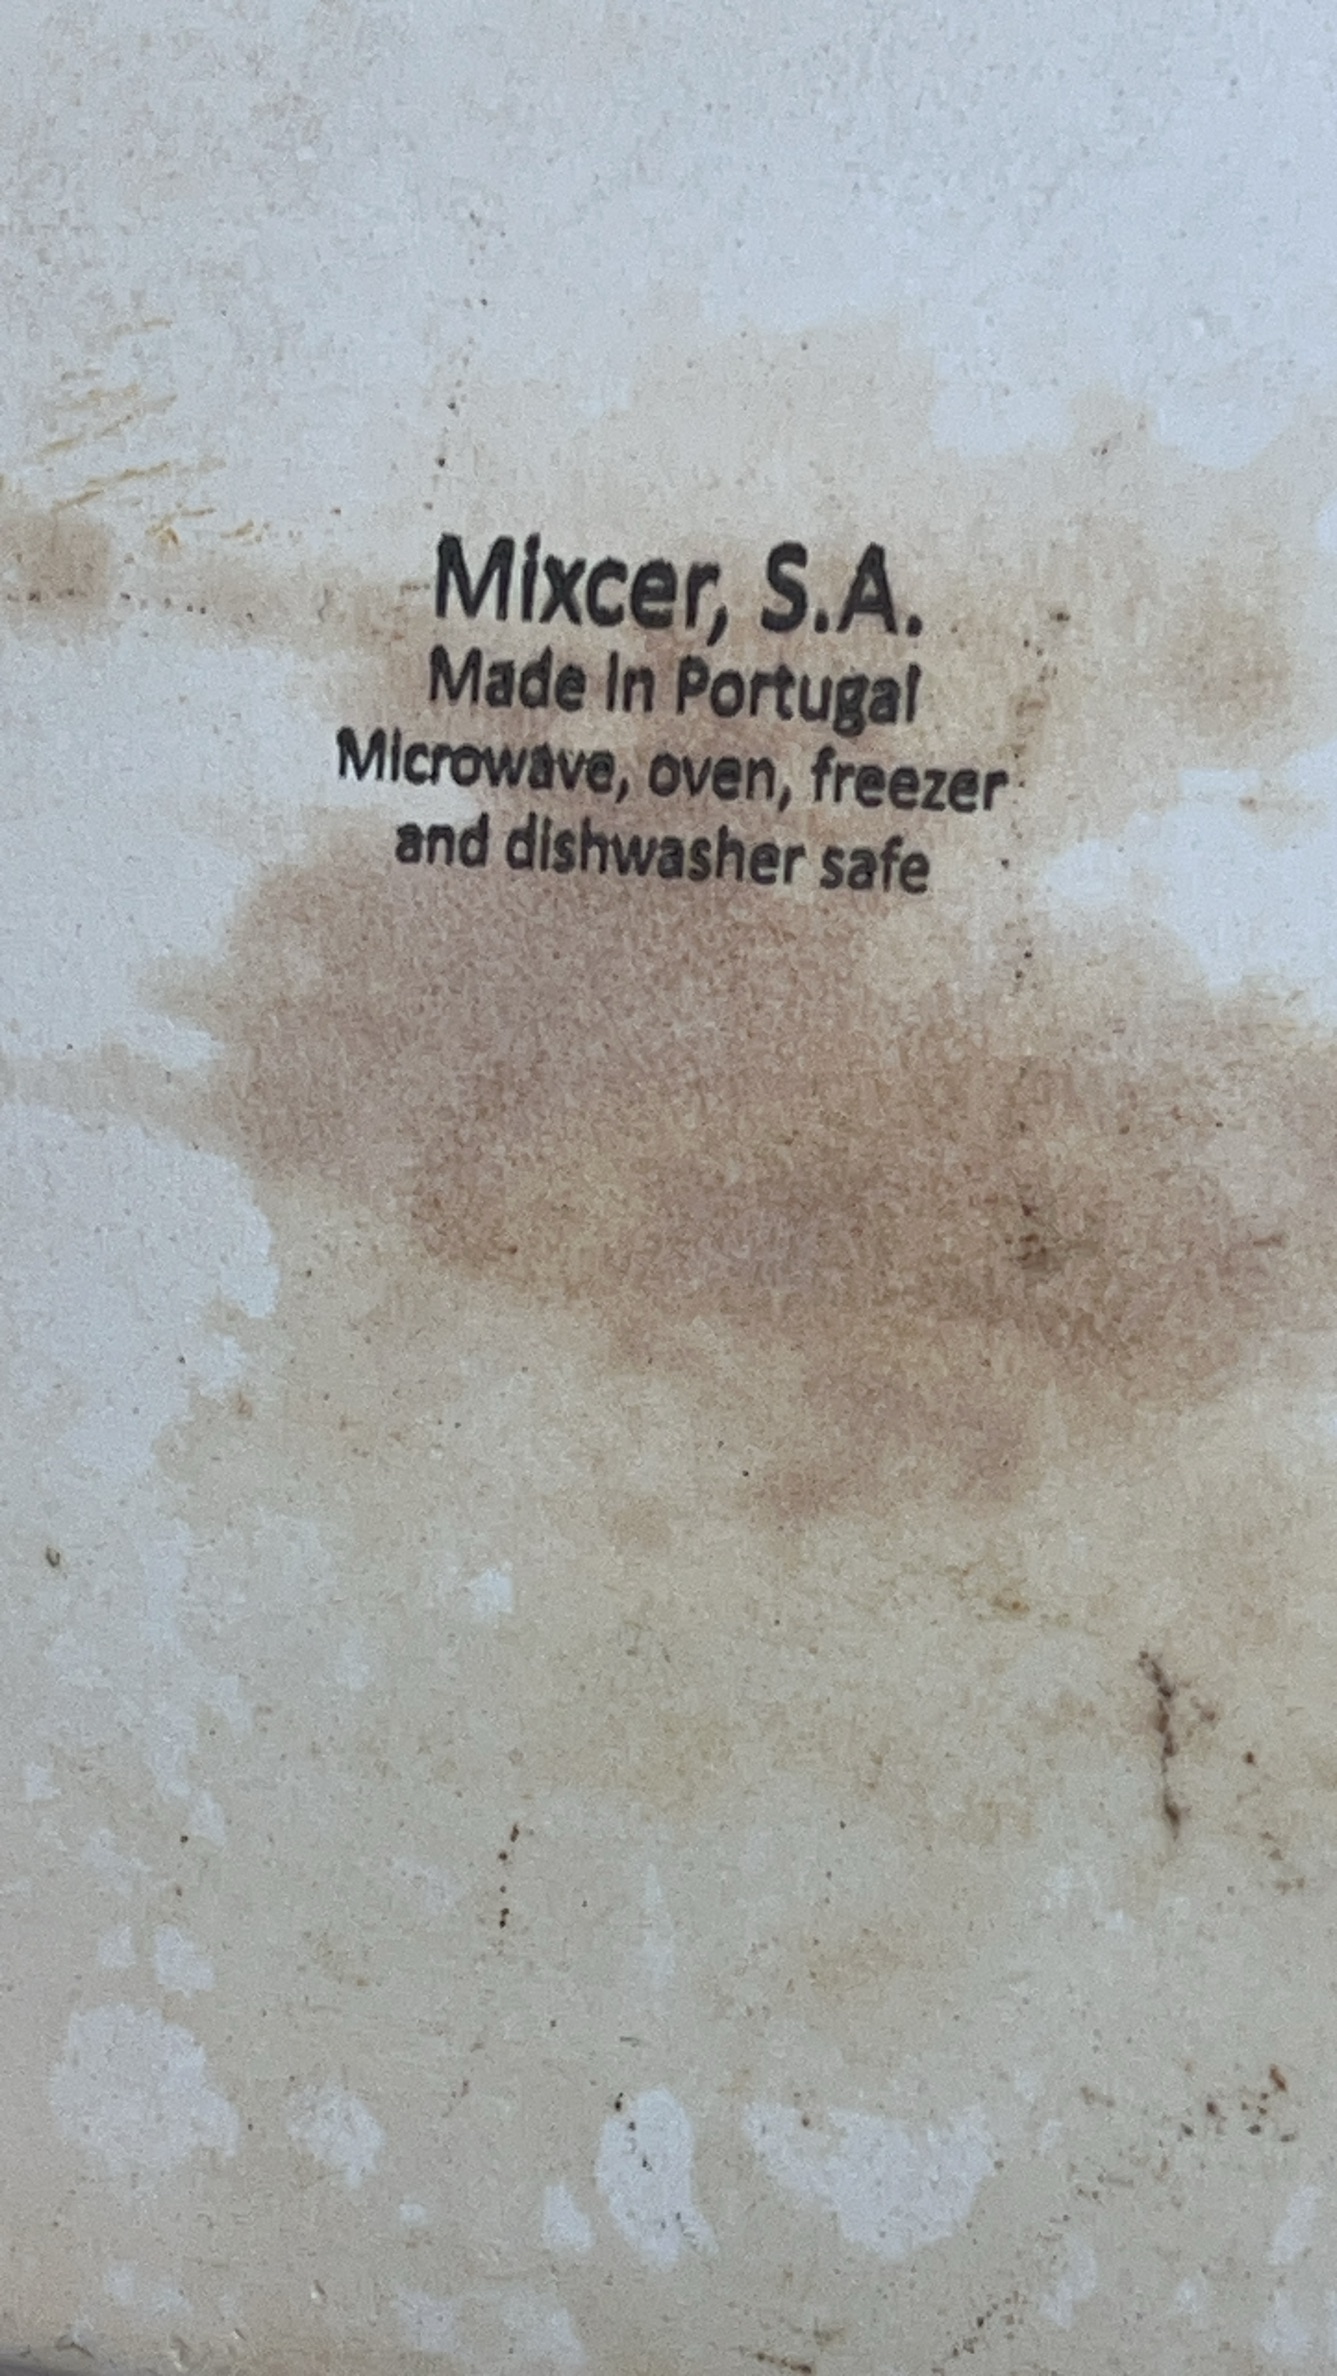 Mixcer, S.A.
Made in Portugal
Microwave, oven, freezer
and dishwasher safe